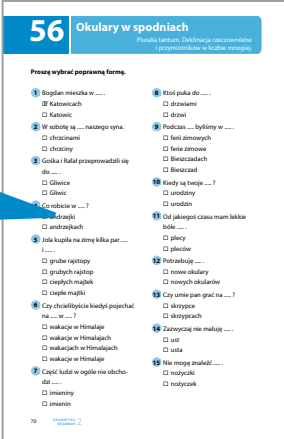 56
Okulary w spodniach
Pluralia tantum. Deklinacja rzeczowników
i przymiotników w liczbie mnogiej.
Proszę wybrać poprawną formę.
1 Bogdan mieszka w ..... .
☑ Katowicach
☐ Katowic
2 W sobotę są ..... naszego syna.
☐ chrzcinami
☐ chrzciny
3 Gośka i Rafał przeprowadzili się
do ..... .
☐ Gliwice
☐ Gliwic
Co robicie w ..... ?
andrzejki
☐ andrzejkach
5 Jola kupiła na zimę kilka par .....
i ..... .
☐ grube rajstopy
☐ grubych rajstop
☐ ciepłych majtek
☐ ciepłe majtki
6 Czy chcielibyście kiedyś pojechać
na ..... w ..... ?
☐ wakacje w Himalaje
☐ wakacje w Himalajach
☐ wakacjach w Himalajach
☐ wakacje w Himalaje
7 Część ludzi w ogóle nie obcho-
dzi ..... .
☐ imieniny
☐ imienin
8 Ktoś puka do ..... .
☐ drzwiami
☐ drzwi
9 Podczas ..... byliśmy w ..... .
☐ ferii zimowych
☐ ferie zimowe
☐ Bieszczadach
☐ Bieszczad
10 Kiedy są twoje ..... ?
☐ urodziny
☐ urodzin
11 Od jakiegoś czasu mam lekkie
bóle ..... .
☐ plecy
☐ pleców
12 Potrzebuję ..... .
☐ nowe okulary
☐ nowych okularów
13 Czy umie pan grać na ..... ?
☐ skrzypce
☐ skrzypcach
14 Zazwyczaj nie maluję ..... .
☐ ust
☐ usta
15 Nie mogę znaleźć ..... .
☐ nożyczki
☐ nożyczek
70
GRAMATYKA 2